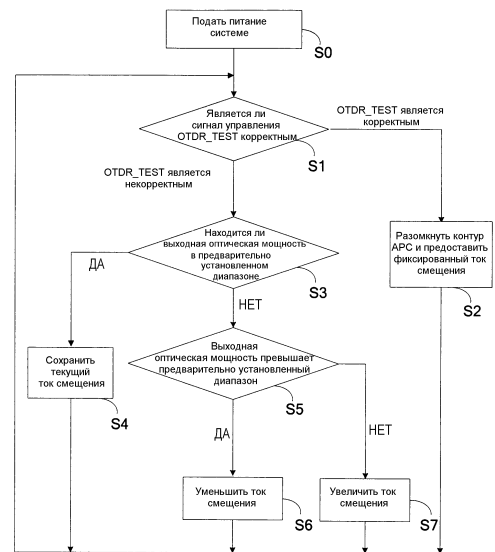 Подать питание
системе
S0
Является ли
сигнал управления
OTDR_TEST корректным
S1
OTDR_TEST является
корректным
OTDR_TEST является
некорректным
Находится ли
выходная оптическая мощность
в предварительно
установленном
диапазоне
S3
Разомкнуть контур
APC и предоставить
фиксированный ток
смещения
S2
ДА
НЕТ
Сохранить
текущий
ток смещения
S4
Выходная
оптическая мощность превышает
предварительно установленный
диапазон
S5
ДА
НЕТ
Уменьшить ток
смещения
S6
Увеличить ток
смещения
S7